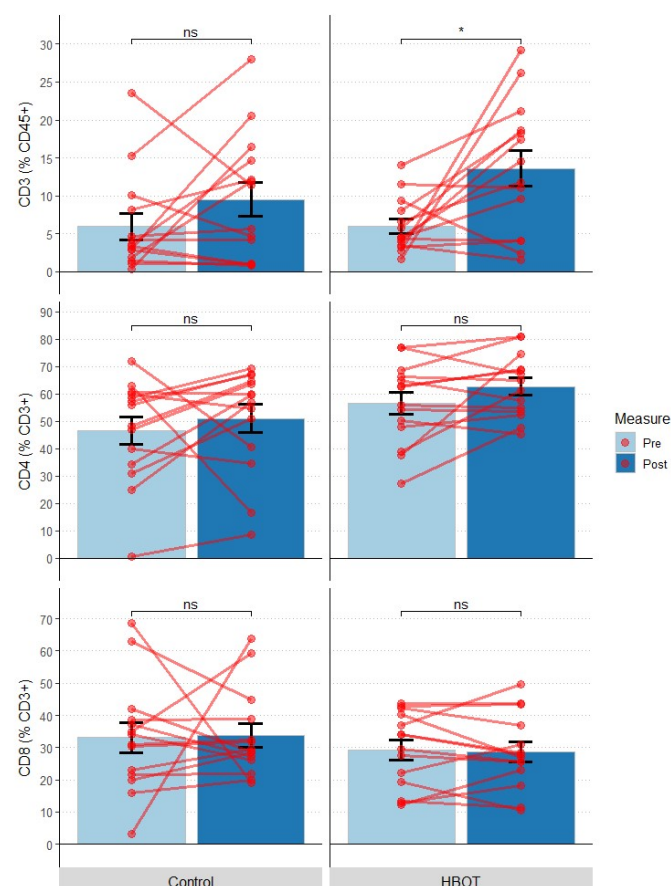 ns
*
30
25
20
15
10
5
0
CD3 (% CD45+)
ns
ns
90
80
70
60
50
40
30
20
10
0
CD4 (% CD3+)
Measure
Pre
Post
ns
ns
70
60
50
40
30
20
10
0
CD8 (% CD3+)
Control
HBOT